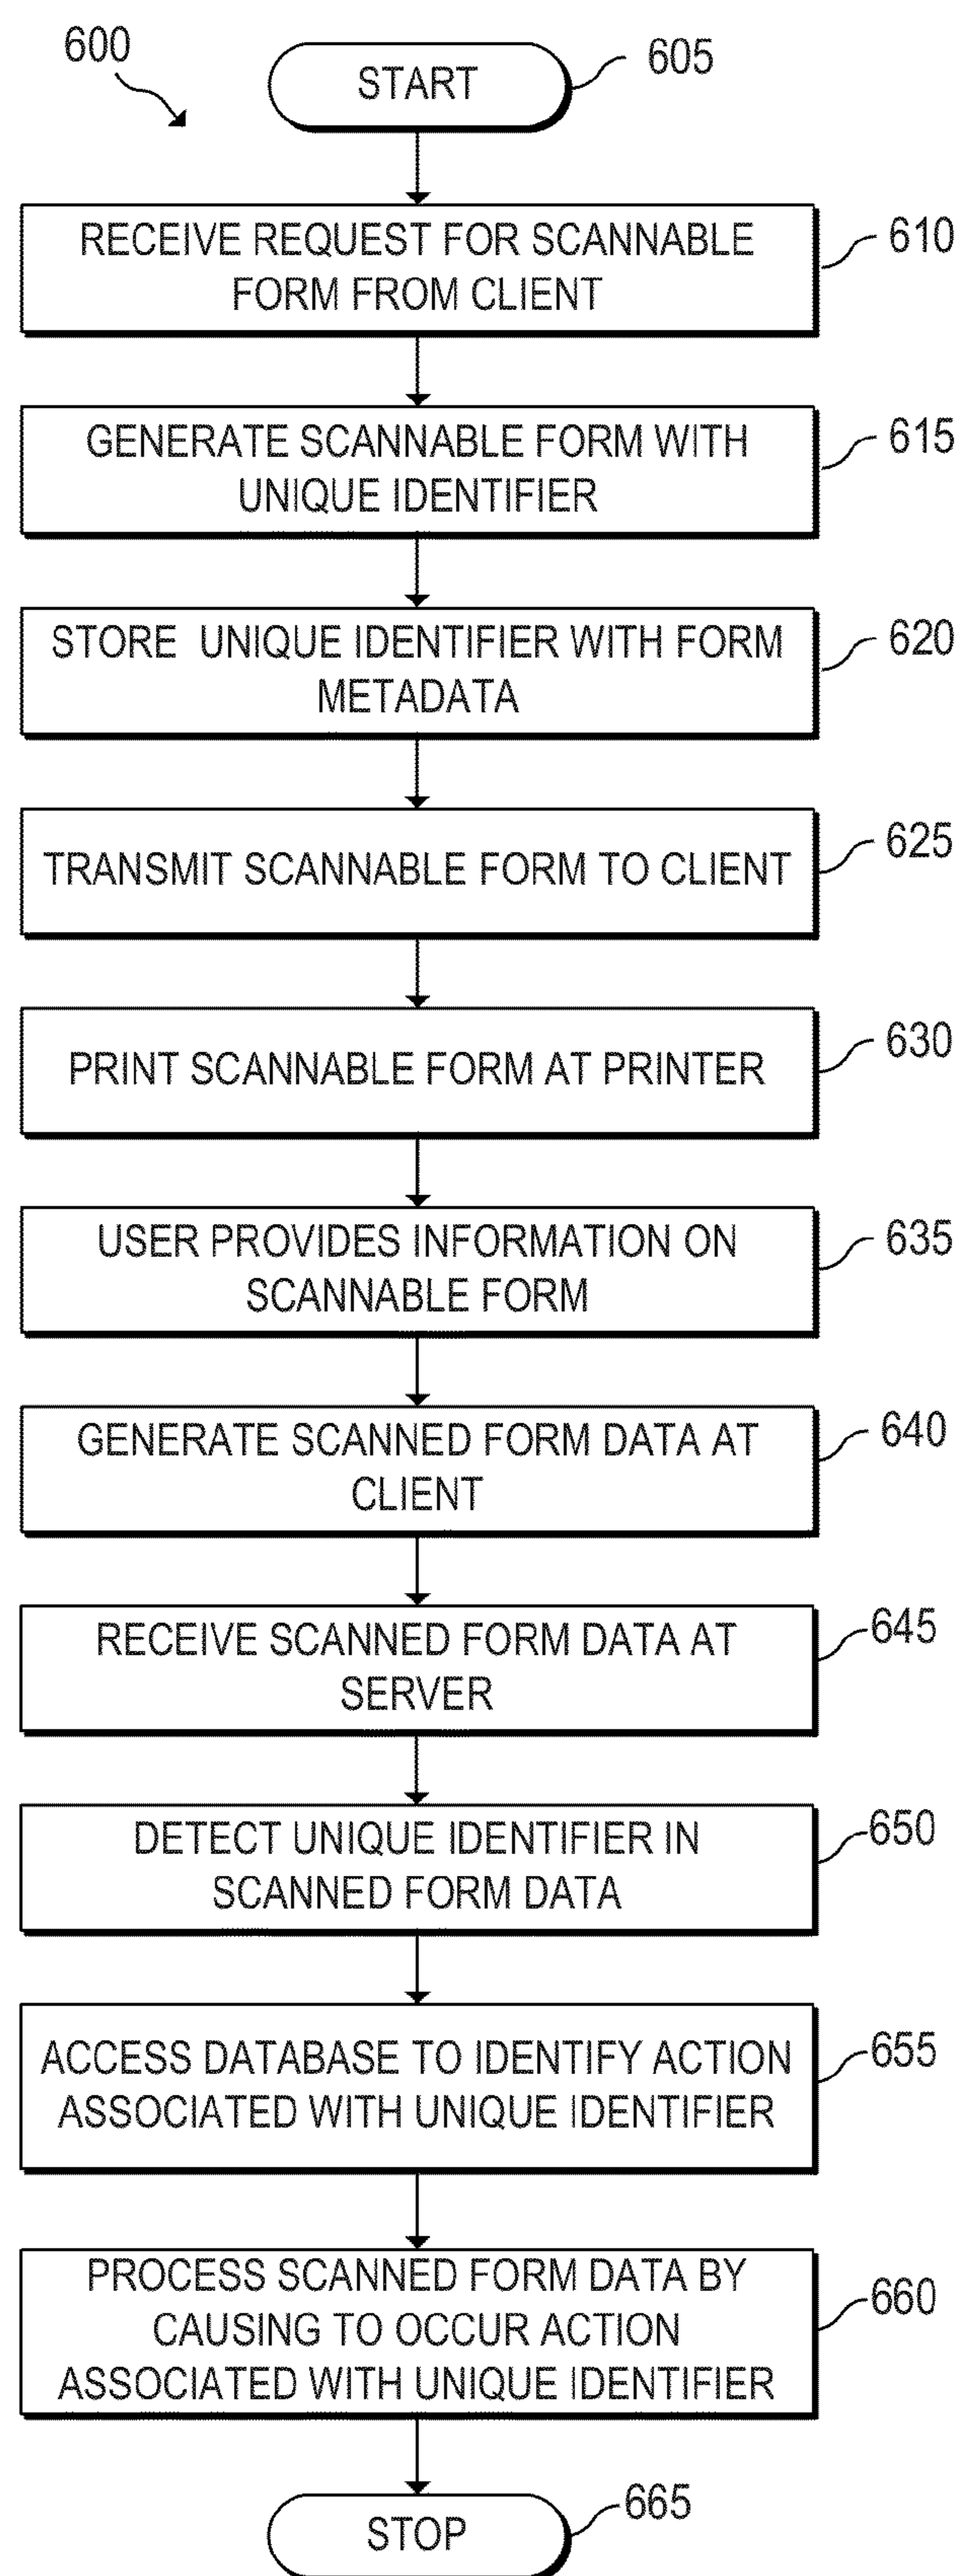 600
START
605
RECEIVE REQUEST FOR SCANNABLE
FORM FROM CLIENT
610
GENERATE SCANNABLE FORM WITH
UNIQUE IDENTIFIER
615
STORE UNIQUE IDENTIFIER WITH FORM
METADATA
620
TRANSMIT SCANNABLE FORM TO CLIENT
625
PRINT SCANNABLE FORM AT PRINTER
630
USER PROVIDES INFORMATION ON
SCANNABLE FORM
635
GENERATE SCANNED FORM DATA AT
CLIENT
640
RECEIVE SCANNED FORM DATA AT
SERVER
645
DETECT UNIQUE IDENTIFIER IN
SCANNED FORM DATA
650
ACCESS DATABASE TO IDENTIFY ACTION
ASSOCIATED WITH UNIQUE IDENTIFIER
655
PROCESS SCANNED FORM DATA BY
CAUSING TO OCCUR ACTION
ASSOCIATED WITH UNIQUE IDENTIFIER
660
STOP
665